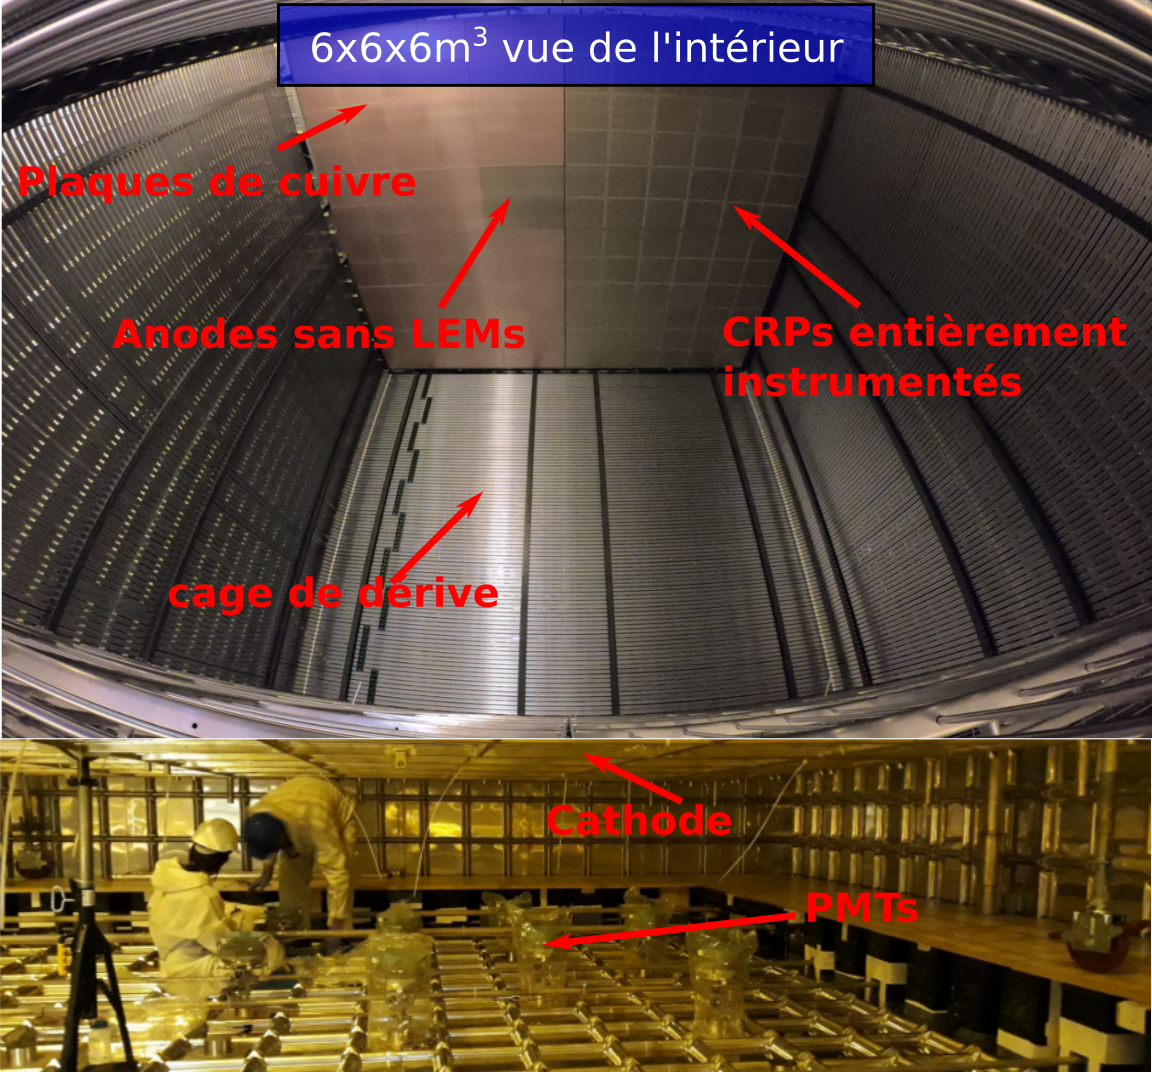 6x6x6m³ vue de l'intérieur
Plaques de cuivre
Anodes sans LEMs
CRPs entièrement
instrumentés
cage de dérive
Cathode
PMTs